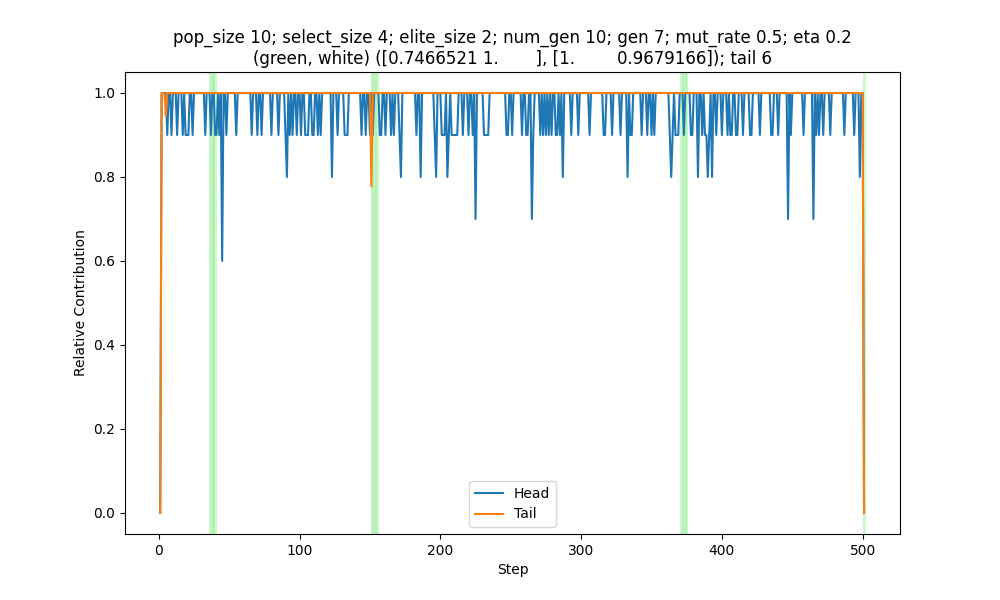 pop_size 10; select_size 4; elite_size 2; num_gen 10; gen 7; mut_rate 0.5; eta 0.2
(green, white) ([0.7466521 1.       ], [1.        0.9679166]); tail 6
1.0
0.8
0.6
0.4
0.2
0.0
Relative Contribution
Head
Tail
0 100 200 300 400 500
Step